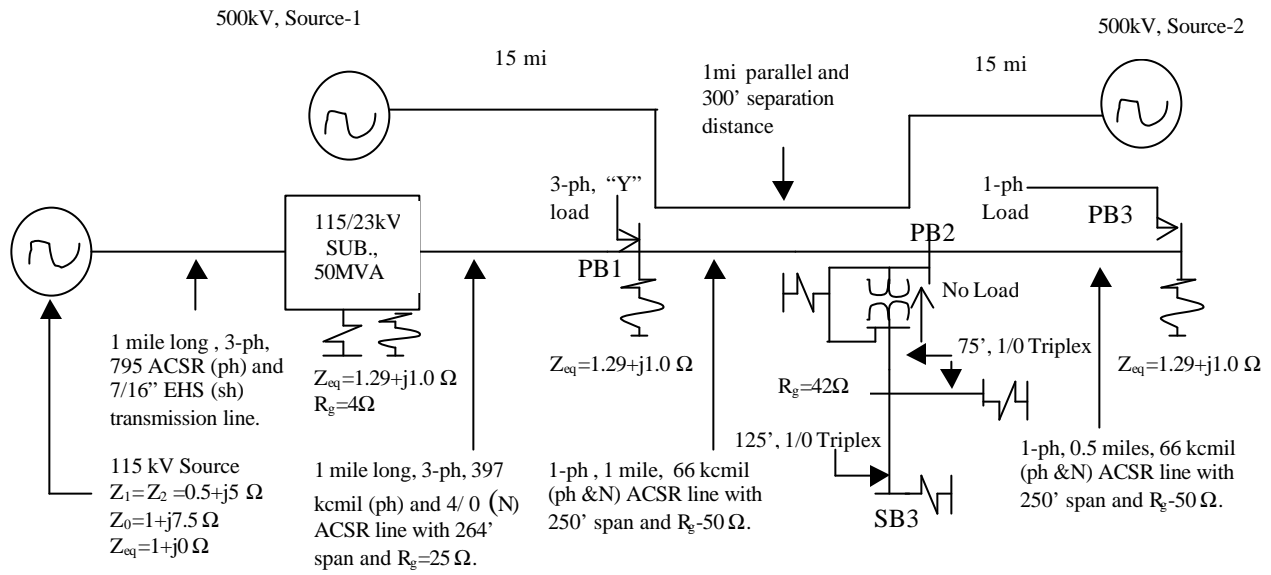 500kV, Source-1
500kV, Source-2
15 mi
1mi parallel and
300' separation
distance
15 mi
3-ph, “Y”
load
1-ph
Load
115/23kV
SUB.,
50MVA
PB1
PB2
PB3
No Load
1 mile long , 3-ph,
795 ACSR (ph) and
7/16” EHS (sh)
transmission line.
Zeq=1.29+j1.0 Ω
Rg=4Ω
Zeq=1.29+j1.0 Ω
75', 1/0 Triplex
Rg=42Ω
Zeq=1.29+j1.0 Ω
125', 1/0 Triplex
115 kV Source
Z1=Z2 =0.5+j5 Ω
Z0=1+j7.5 Ω
Zeq=1+j0 Ω
1 mile long, 3-ph, 397
kcmil (ph) and 4/ 0 (N)
ACSR line with 264'
span and Rg=25 Ω.
1-ph , 1 mile, 66 kcmil
(ph &N) ACSR line with
250' span and Rg-50 Ω.
SB3
1-ph, 0.5 miles, 66 kcmil
(ph &N) ACSR line with
250' span and Rg-50 Ω.